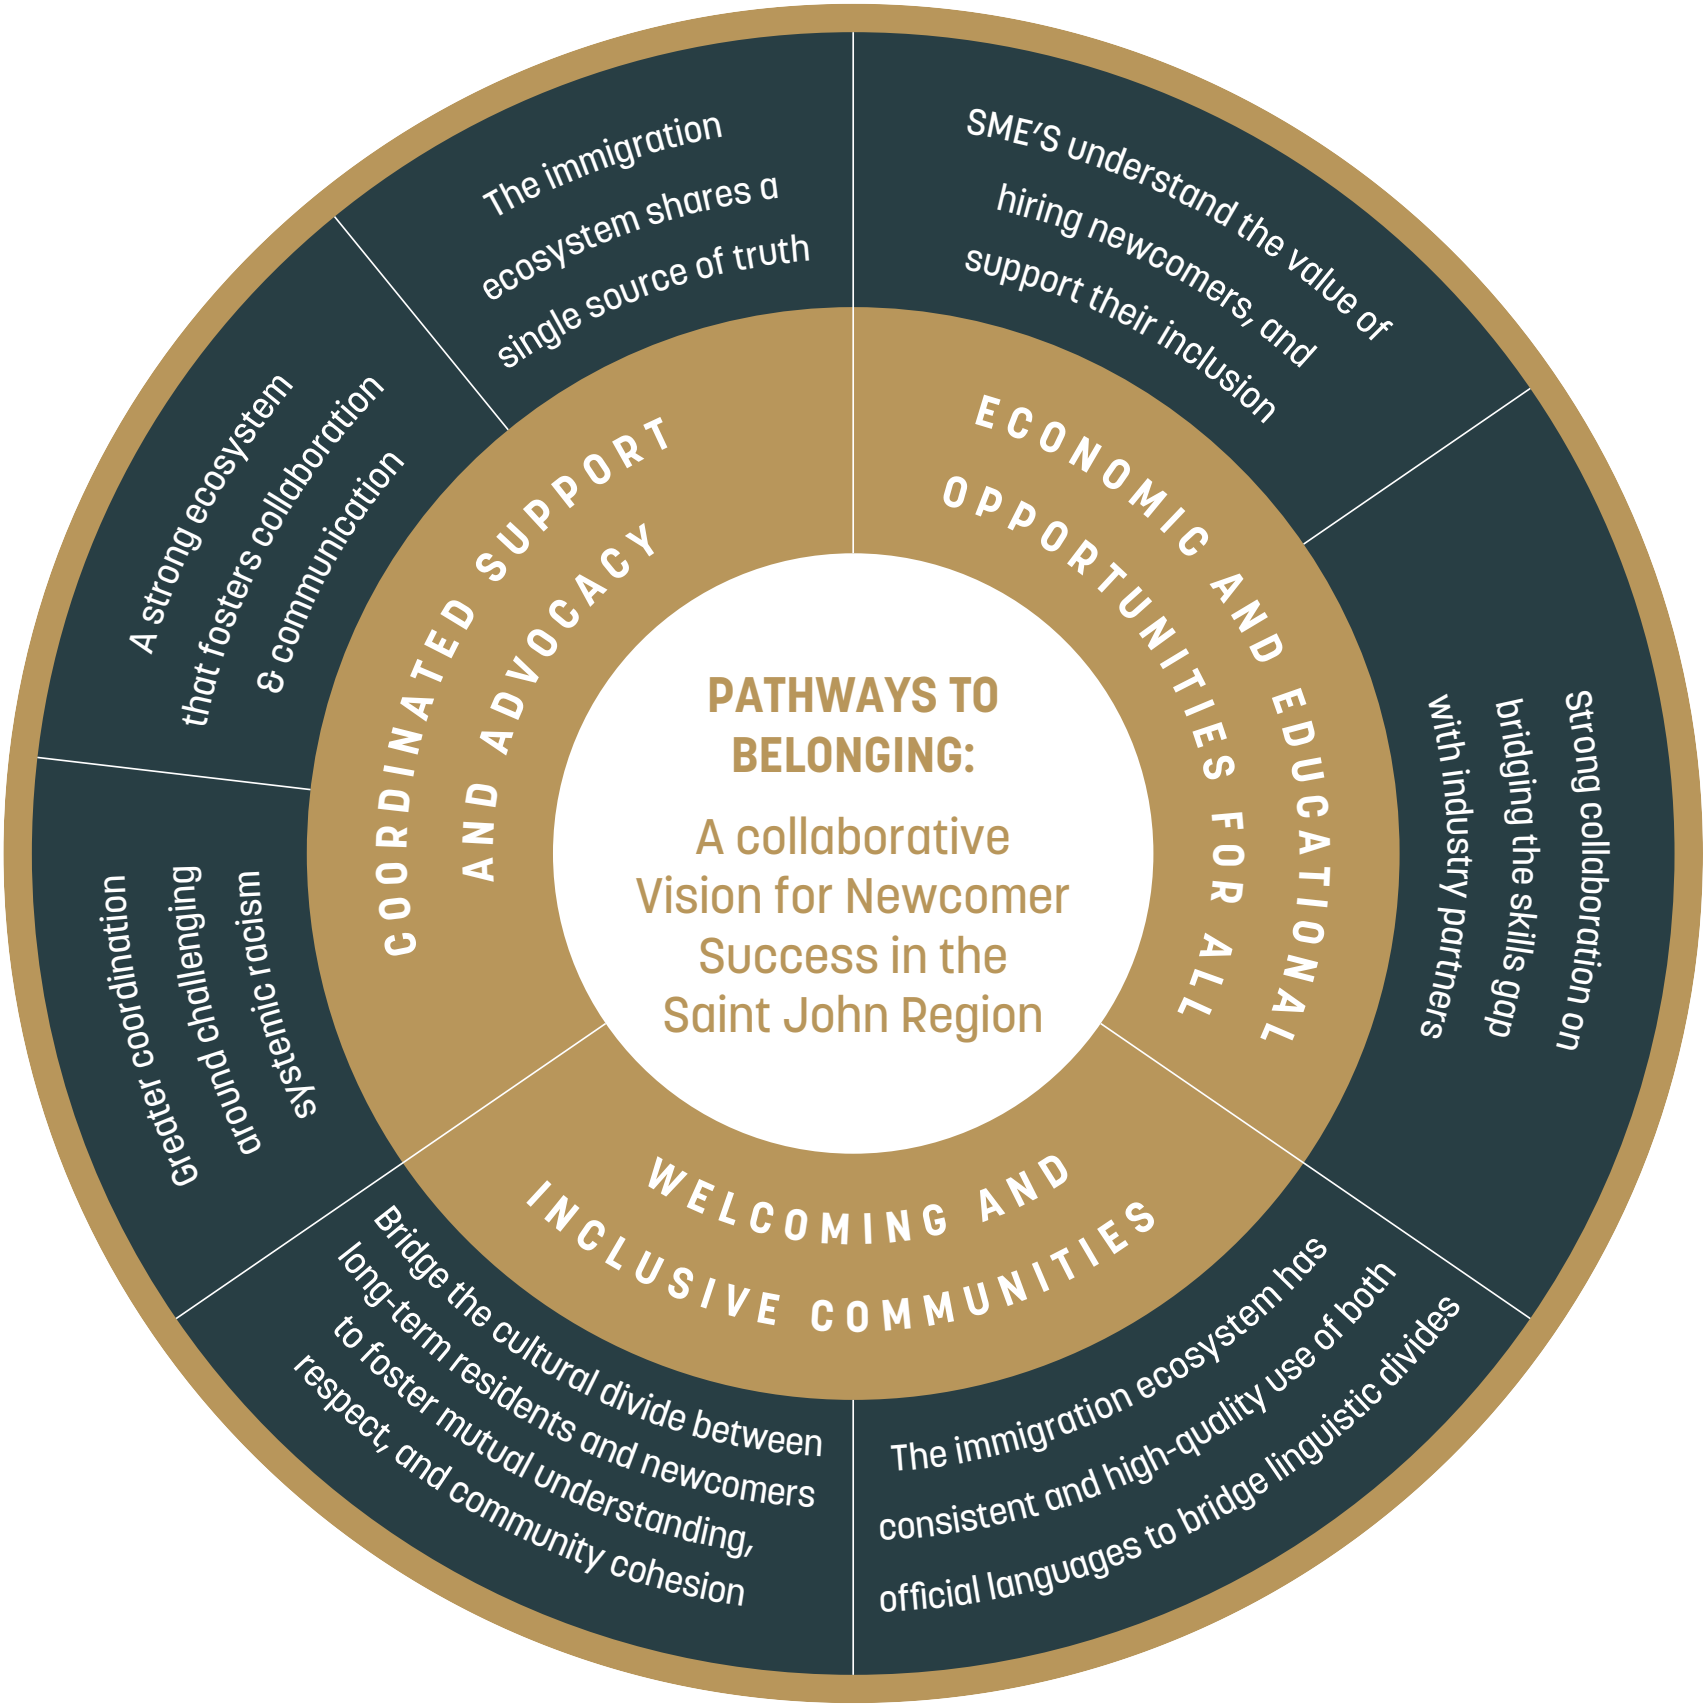 PATHWAYS TO
BELONGING:
A collaborative
Vision for Newcomer
Success in the
Saint John Region
ECONOMIC AND EDUCATIONAL
OPPORTUNITIES FOR ALL
WELCOMING AND
INCLUSIVE COMMUNITIES
COORDINATED SUPPORT
AND ADVOCACY
SME'S understand the value of
hiring newcomers, and
support their inclusion
Strong collaboration on
bridging the skills gap
with industry partners
The immigration ecosystem has
consistent and high-quality use of both
official languages to bridge linguistic divides
Bridge the cultural divide between
long-term residents and newcomers
to foster mutual understanding,
respect, and community cohesion
Greater coordination
around challenging
systemic racism
A strong ecosystem
that fosters collaboration
& communication
The immigration
ecosystem shares a
single source of truth